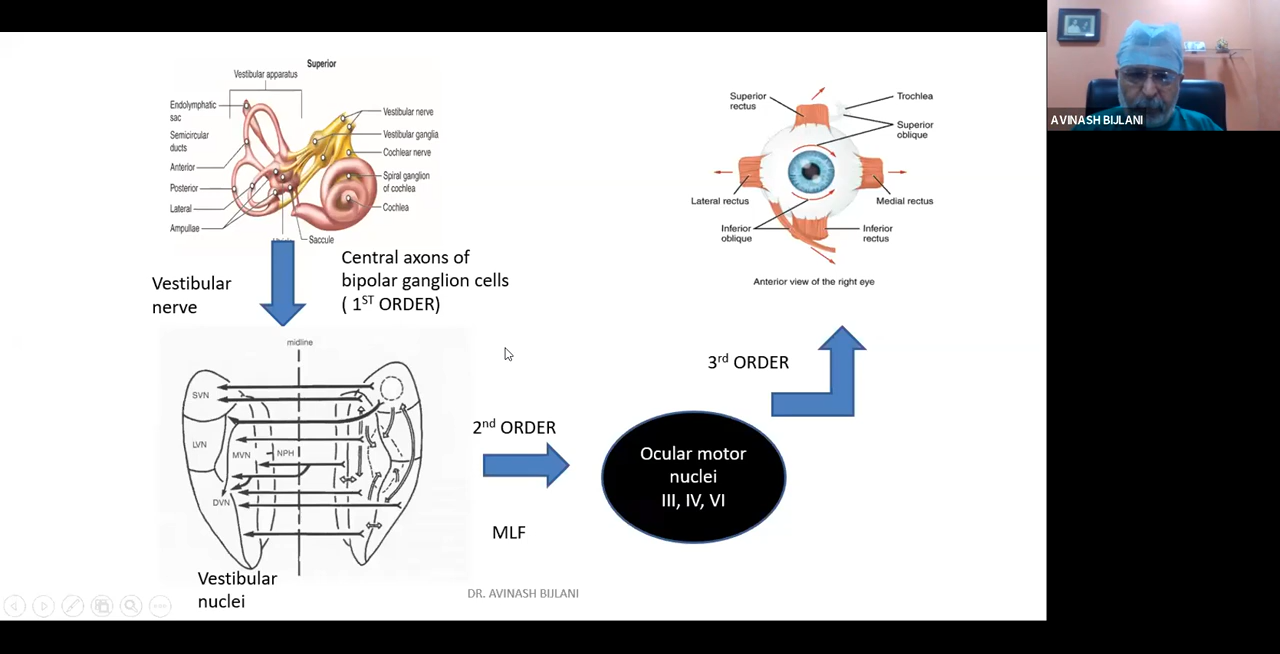 Superior
Vestibular apparatus
Endolymphatic
sac
Semicircular
ducts
Anterior
Posterior
Lateral
Ampullae
Vestibular nerve
Vestibular ganglia
Cochlear nerve
Spiral ganglion
of cochlea
Cochlea
Saccule
Vestibular
nerve
Central axons of
bipolar ganglion cells
( 1ST ORDER)
midline
SVN
LVN
MVN
NPH
DVN
Vestibular
nuclei
2nd ORDER
MLF
Ocular motor
nuclei
III, IV, VI
3rd ORDER
Superior
rectus
Trochlea
Superior
oblique
Lateral rectus
Medial rectus
Inferior
oblique
Inferior
rectus
Anterior view of the right eye
DR. AVINASH BIJLANI
AVINASH BIJLANI